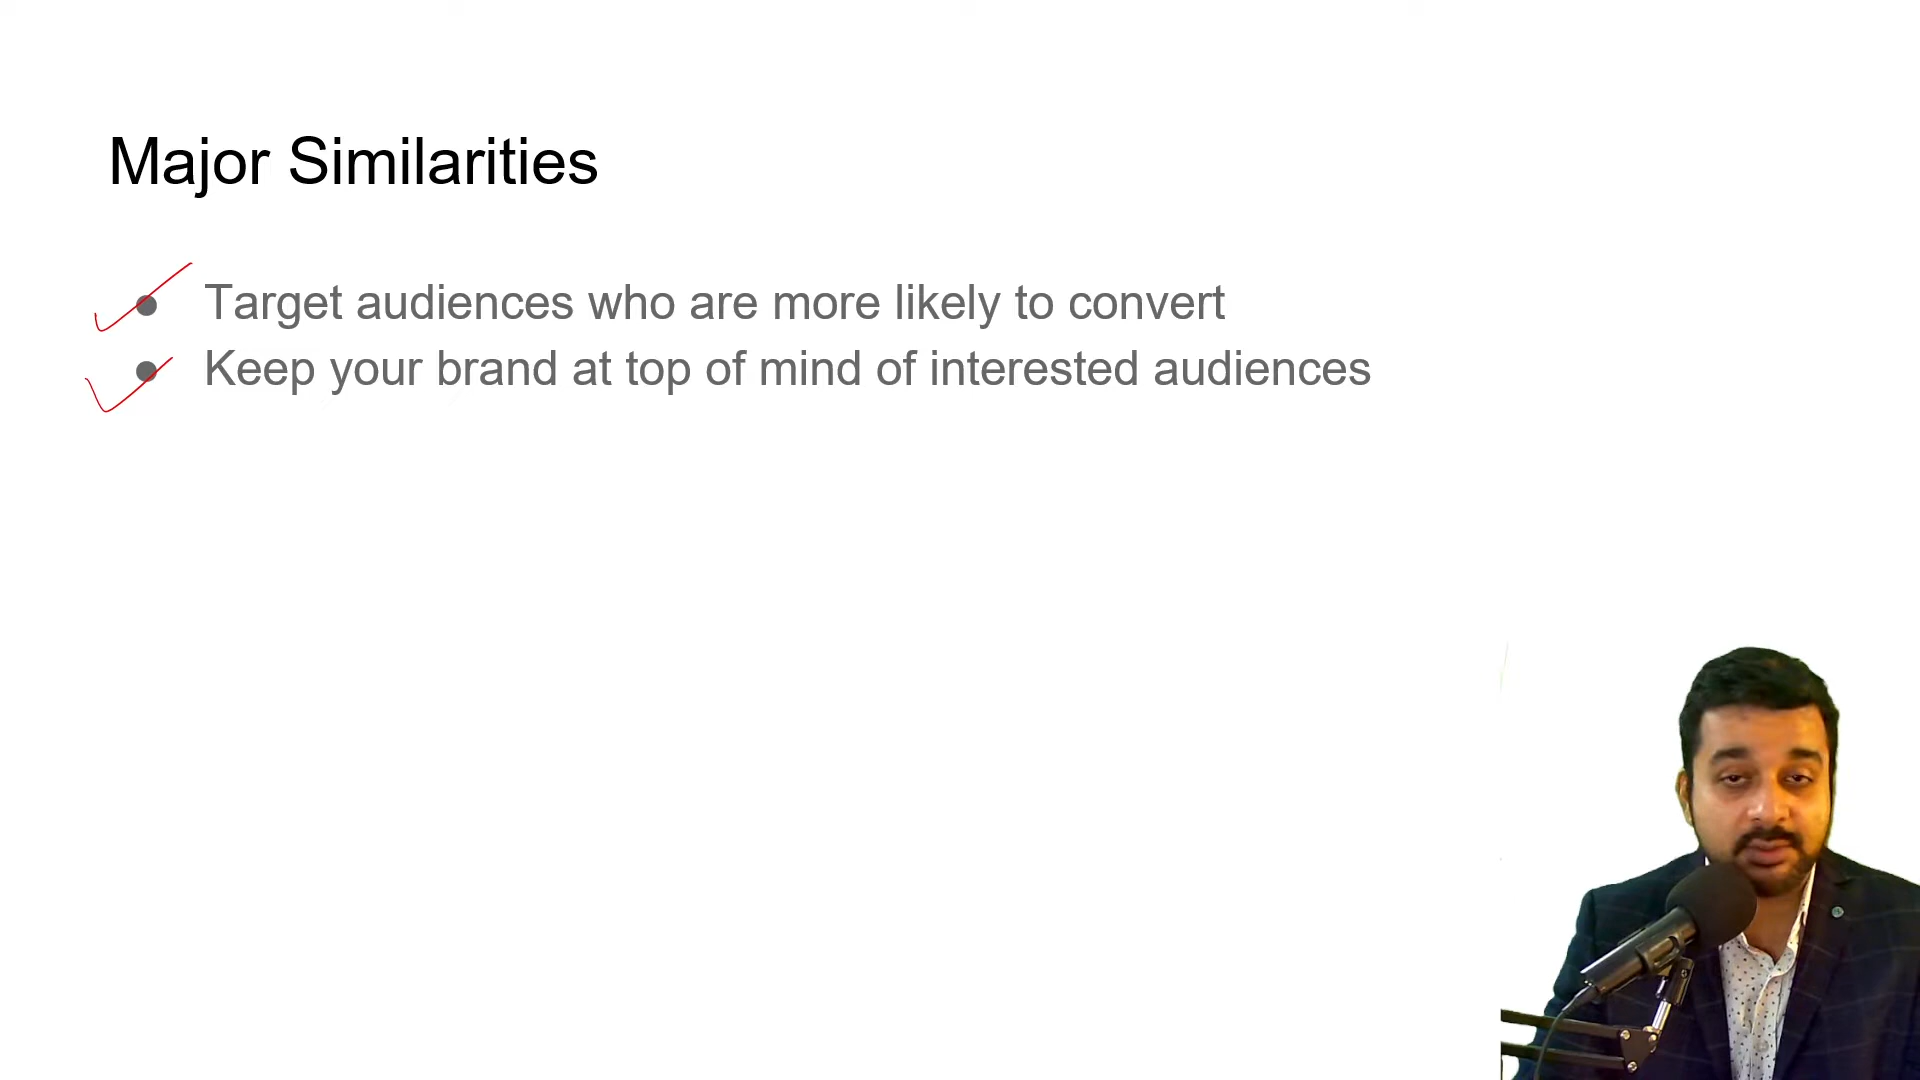 Major Similarities
Target audiences who are more likely to convert
Keep your brand at top of mind of interested audiences